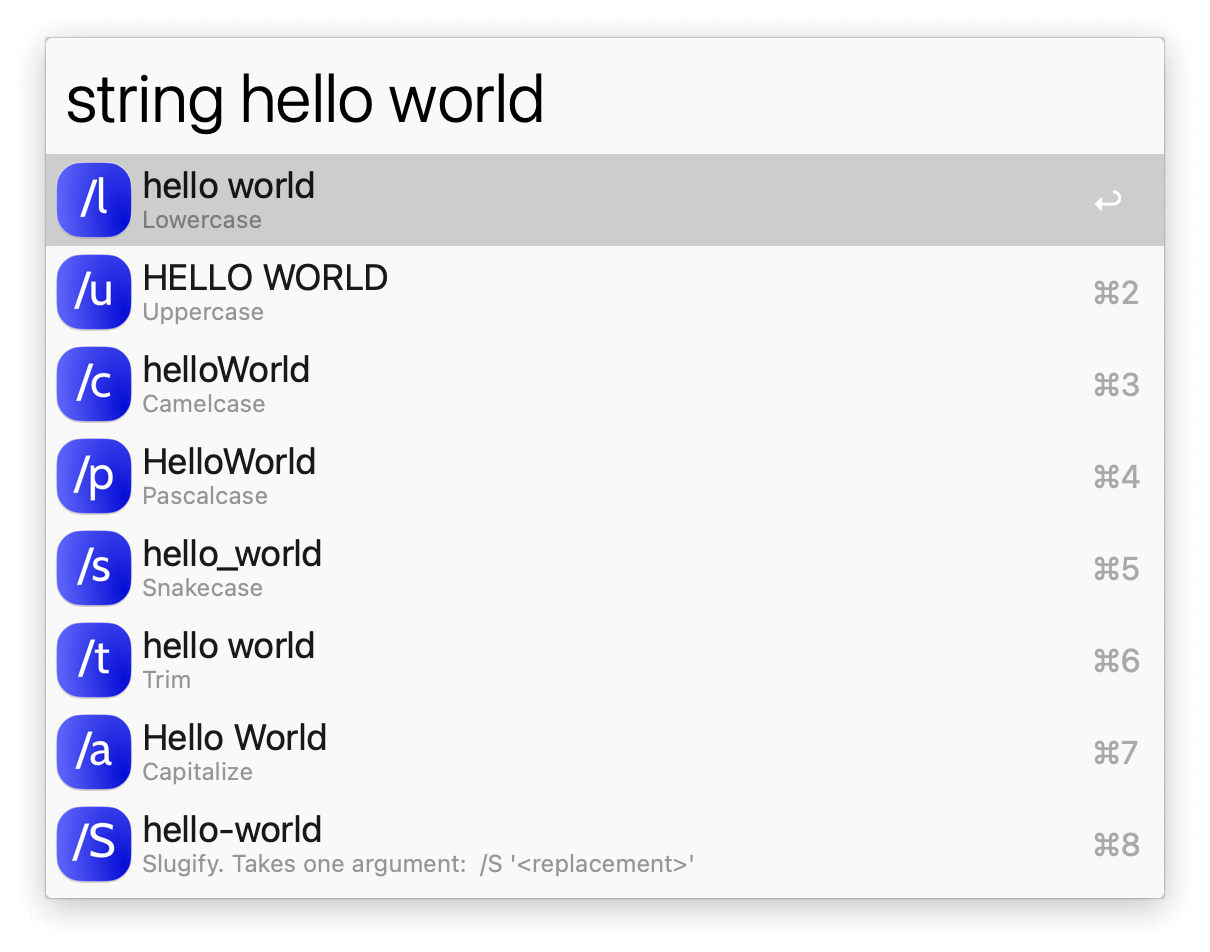 string hello world
/l hello world ↩
Lowercase
/u HELLO WORLD ⌘2
Uppercase
/c helloWorld ⌘3
Camelcase
/p HelloWorld ⌘4
Pascalcase
/s hello_world ⌘5
Snakecase
/t hello world ⌘6
Trim
/a Hello World ⌘7
Capitalize
/S hello-world ⌘8
Slugify. Takes one argument:  /S '<replacement>'